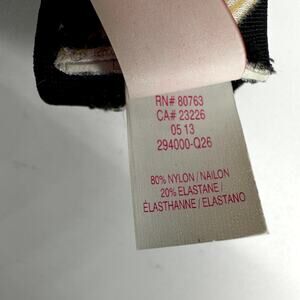 RN# 80763
CA# 23226
05 13
294000-Q26
80% NYLON / NAILON
20% ELASTANE /
ÉLASTHANNE / ELASTANO